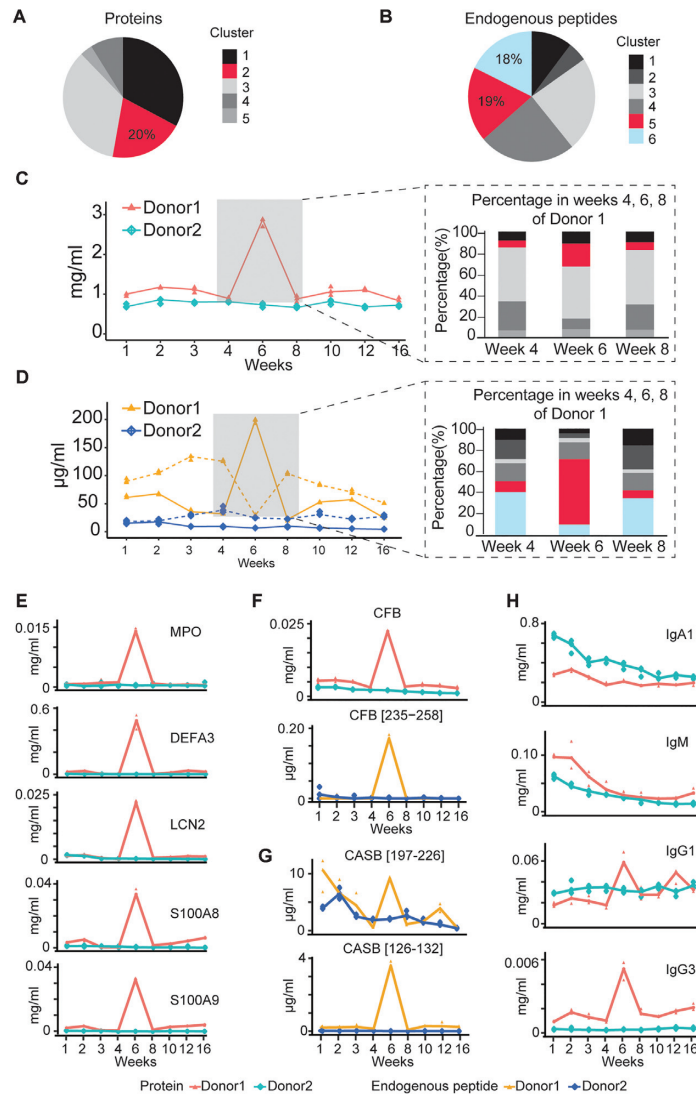 A
Proteins
Cluster
1
2
3
4
5
20%
B
Endogenous peptides
Cluster
1
2
3
4
5
6
18%
19%
C
Donor1
Donor2
mg/ml
3
2
1
0
1 2 3 4 6 8 10 12 16
Weeks
Percentage in weeks 4, 6, 8
of Donor 1
Percentage(%)
100
80
60
40
20
0
Week 4 Week 6 Week 8
D
Donor1
Donor2
µg/ml
200
150
100
50
0
1 2 3 4 6 8 10 12 16
Weeks
Percentage in weeks 4, 6, 8
of Donor 1
Percentage(%)
100
80
60
40
20
0
Week 4 Week 6 Week 8
E
MPO
mg/ml
0.015
0
DEFA3
mg/ml
0.6
0
LCN2
mg/ml
0.025
0
S100A8
mg/ml
0.04
0
S100A9
mg/ml
0.04
0
1 2 3 4 6 8 10 12 16
Weeks
F
CFB
mg/ml
0.025
0
CFB [235−258]
µg/ml
0.20
0
1 2 3 4 6 8 10 12 16
Weeks
G
CASB [197-226]
µg/ml
10
0
CASB [126-132]
µg/ml
4
2
0
1 2 3 4 6 8 10 12 16
Weeks
H
IgA1
mg/ml
0.8
0.4
0
IgM
mg/ml
0.10
0
IgG1
mg/ml
0.06
0
IgG3
mg/ml
0.006
0
1 2 3 4 6 8 10 12 16
Weeks
Protein Donor1 Donor2 Endogenous peptide Donor1 Donor2